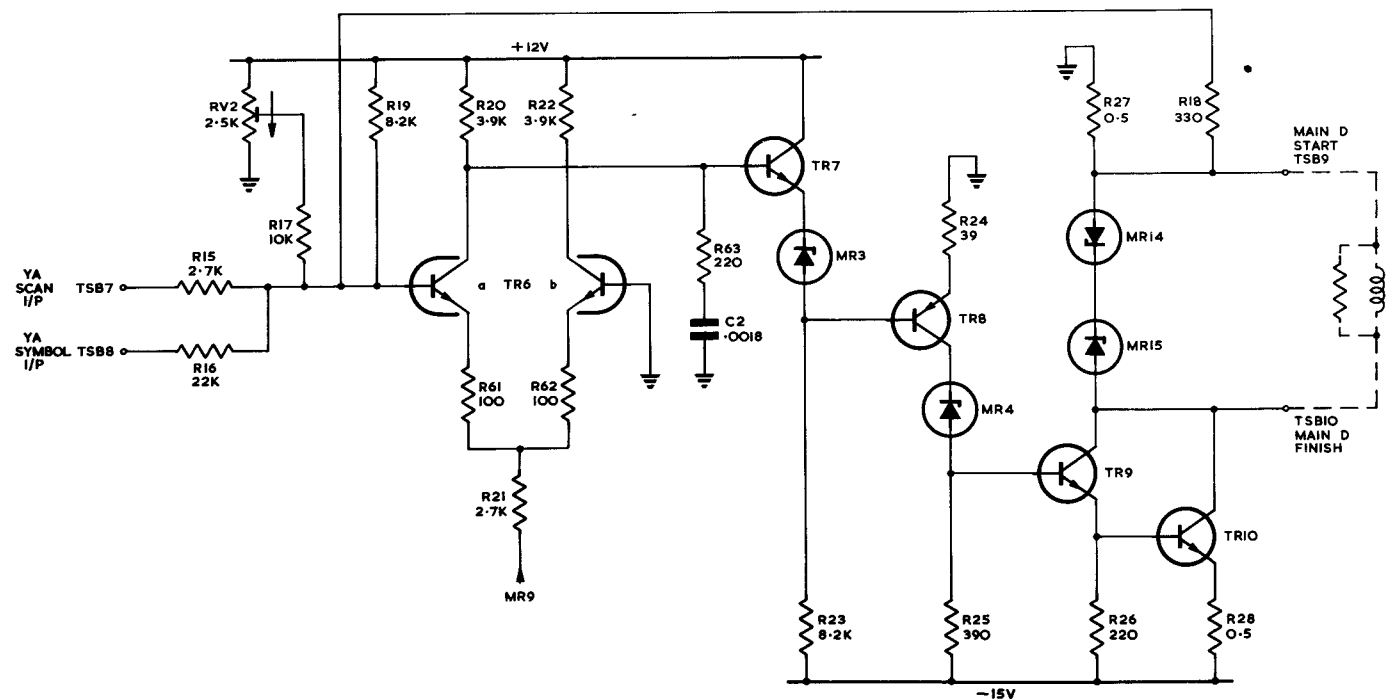 +12V
RV2
2.5K
R19
8.2K
R20
3.9K
R22
3.9K
R27
0.5
R18
330
MAIN D
START
TSB9
TR7
R17
10K
R24
39
R63
220
MR14
MR3
YA
SCAN
I/P
TSB7
R15
2.7K
a
TR6
b
TR8
C2
.0018
MR15
YA
SYMBOL
I/P
TSB8
R16
22K
R61
100
R62
100
MR4
TSB10
MAIN D
FINISH
TR9
R21
2.7K
TR10
MR9
R23
8.2K
R25
390
R26
220
R28
0.5
-15V